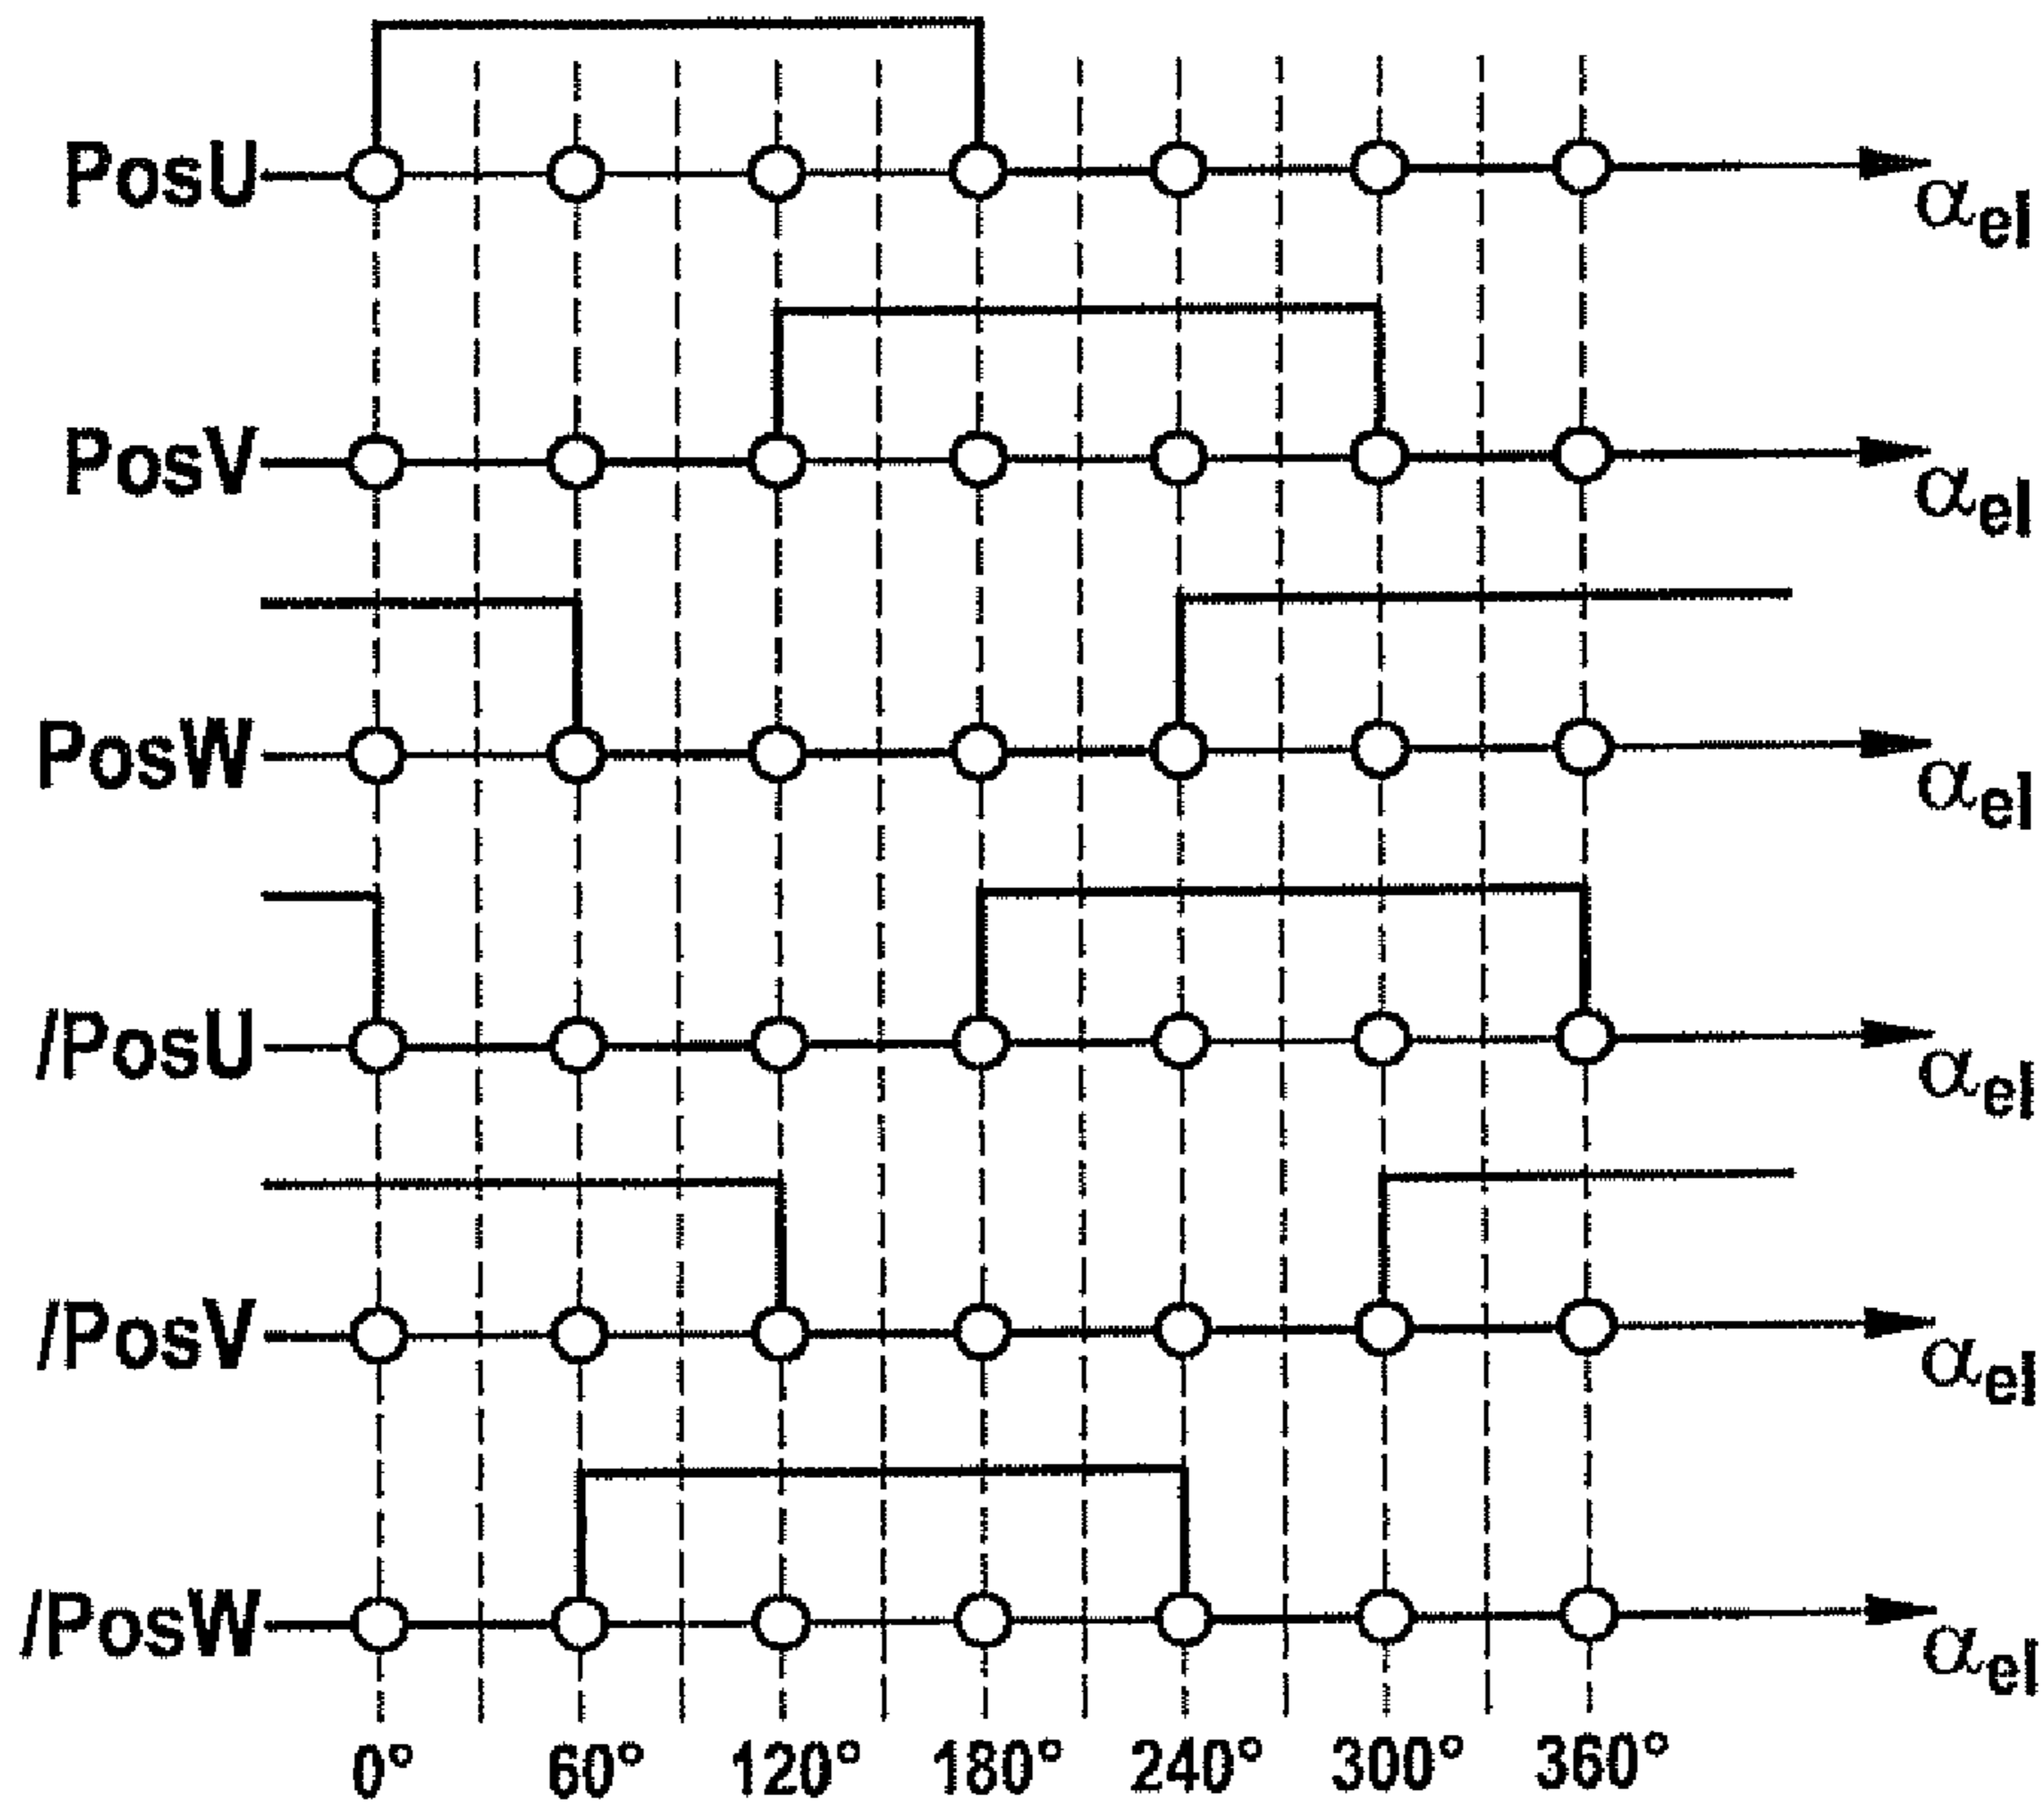 PosU αel
PosV αel
PosW αel
/PosU αel
/PosV αel
/PosW αel
0° 60° 120° 180° 240° 300° 360°